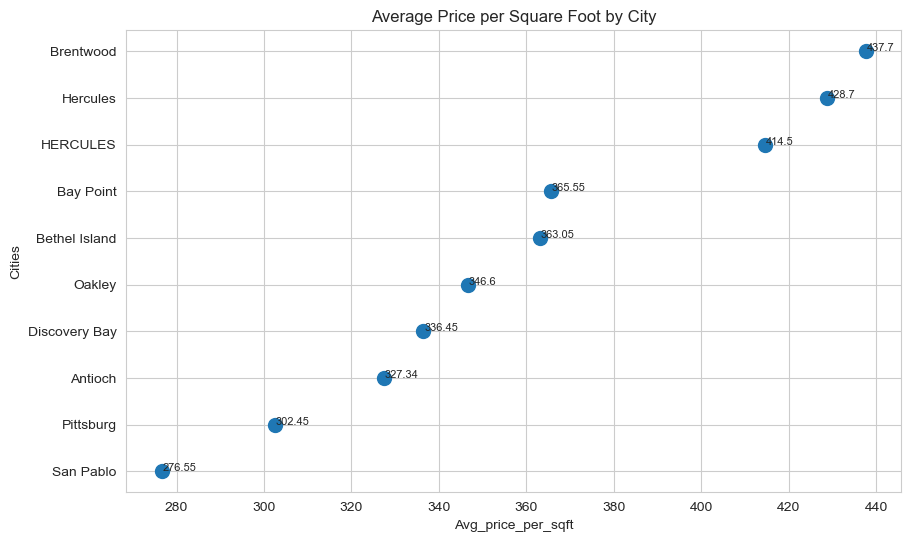 Average Price per Square Foot by City
Cities
Brentwood 437.7
Hercules 428.7
HERCULES 414.5
Bay Point 365.55
Bethel Island 363.05
Oakley 346.6
Discovery Bay 336.45
Antioch 327.34
Pittsburg 302.45
San Pablo 276.55
280 300 320 340 360 380 400 420 440
Avg_price_per_sqft